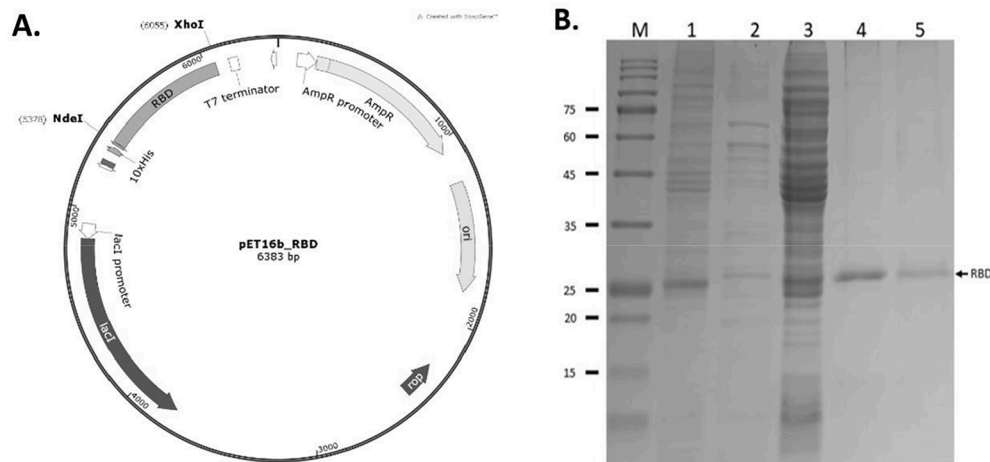 A.
Created with SnapGene™
(6055) XhoI
6000
RBD
T7 terminator
AmpR promoter
AmpR
1000
(5378) NdeI
10xHis
5000
lacI promoter
pET16b_RBD
6383 bp
ori
2000
lacI
rop
4000
3000
B.
M 1 2 3 4 5
75
60
45
35
25
20
15
RBD